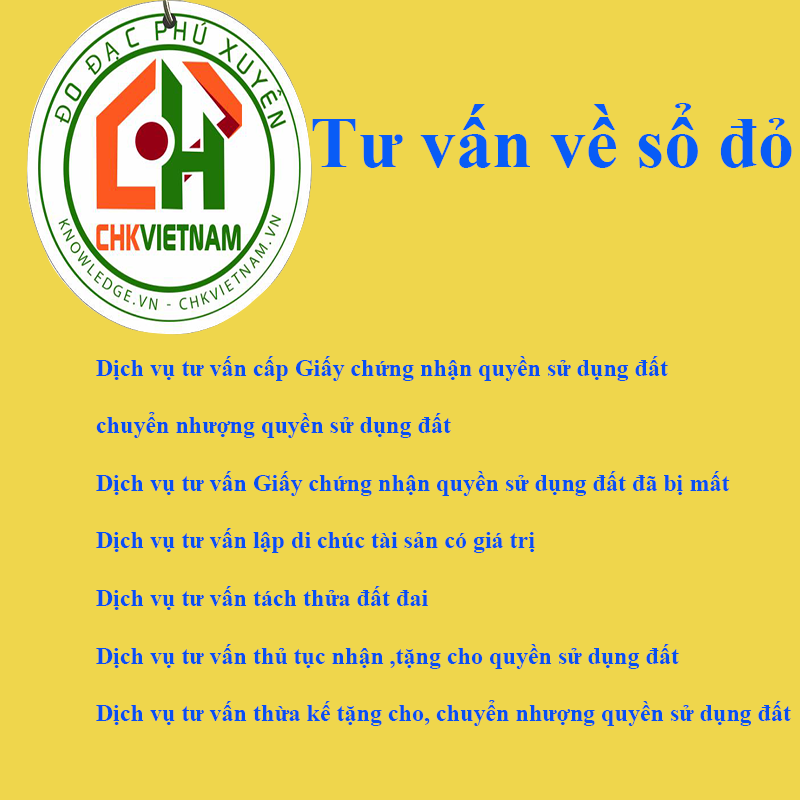 ĐO ĐẠC PHÚ XUYÊN
CHKVIETNAM
KNOWLEDGE.VN - CHKVIETNAM.VN
Tư vấn về sổ đỏ
Dịch vụ tư vấn cấp Giấy chứng nhận quyền sử dụng đất
chuyển nhượng quyền sử dụng đất
Dịch vụ tư vấn Giấy chứng nhận quyền sử dụng đất đã bị mất
Dịch vụ tư vấn lập di chúc tài sản có giá trị
Dịch vụ tư vấn tách thửa đất đai
Dịch vụ tư vấn thủ tục nhận ,tặng cho quyền sử dụng đất
Dịch vụ tư vấn thừa kế tặng cho, chuyển nhượng quyền sử dụng đất